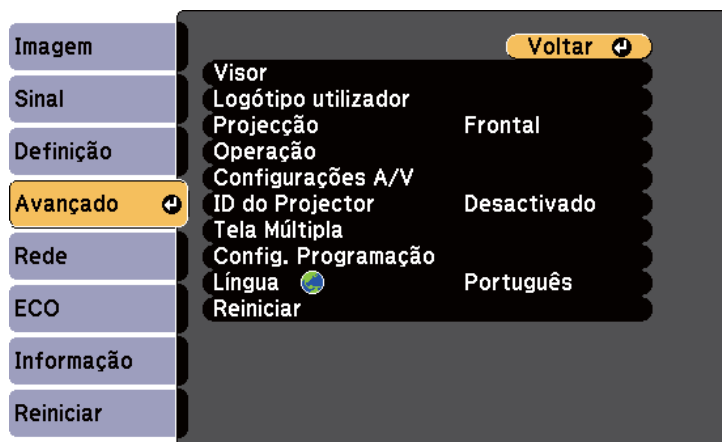 Imagem
Sinal
Definição
Avançado
Rede
ECO
Informação
Reiniciar
Voltar
Visor
Logótipo utilizador
Projecção Frontal
Operação
Configurações A/V
ID do Projector Desactivado
Tela Múltipla
Config. Programação
Língua Português
Reiniciar